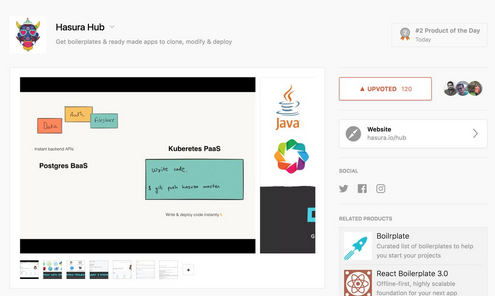 Hasura Hub
Get boilerplates & ready made apps to clone, modify & deploy
#2 Product of the Day
Today
Data
Auth
filestore
Instant backend APIs
Postgres BaaS
Kuberetes PaaS
Write code,
& git push hasura master
Write & deploy code instantly !
Java
G
▲ UPVOTED 120
Website
hasura.io/hub
SOCIAL
RELATED PRODUCTS
Boilrplate
Curated list of boilerplates to help
you start your projects
React Boilerplate 3.0
Offline-first, highly scalable
foundation for your next app